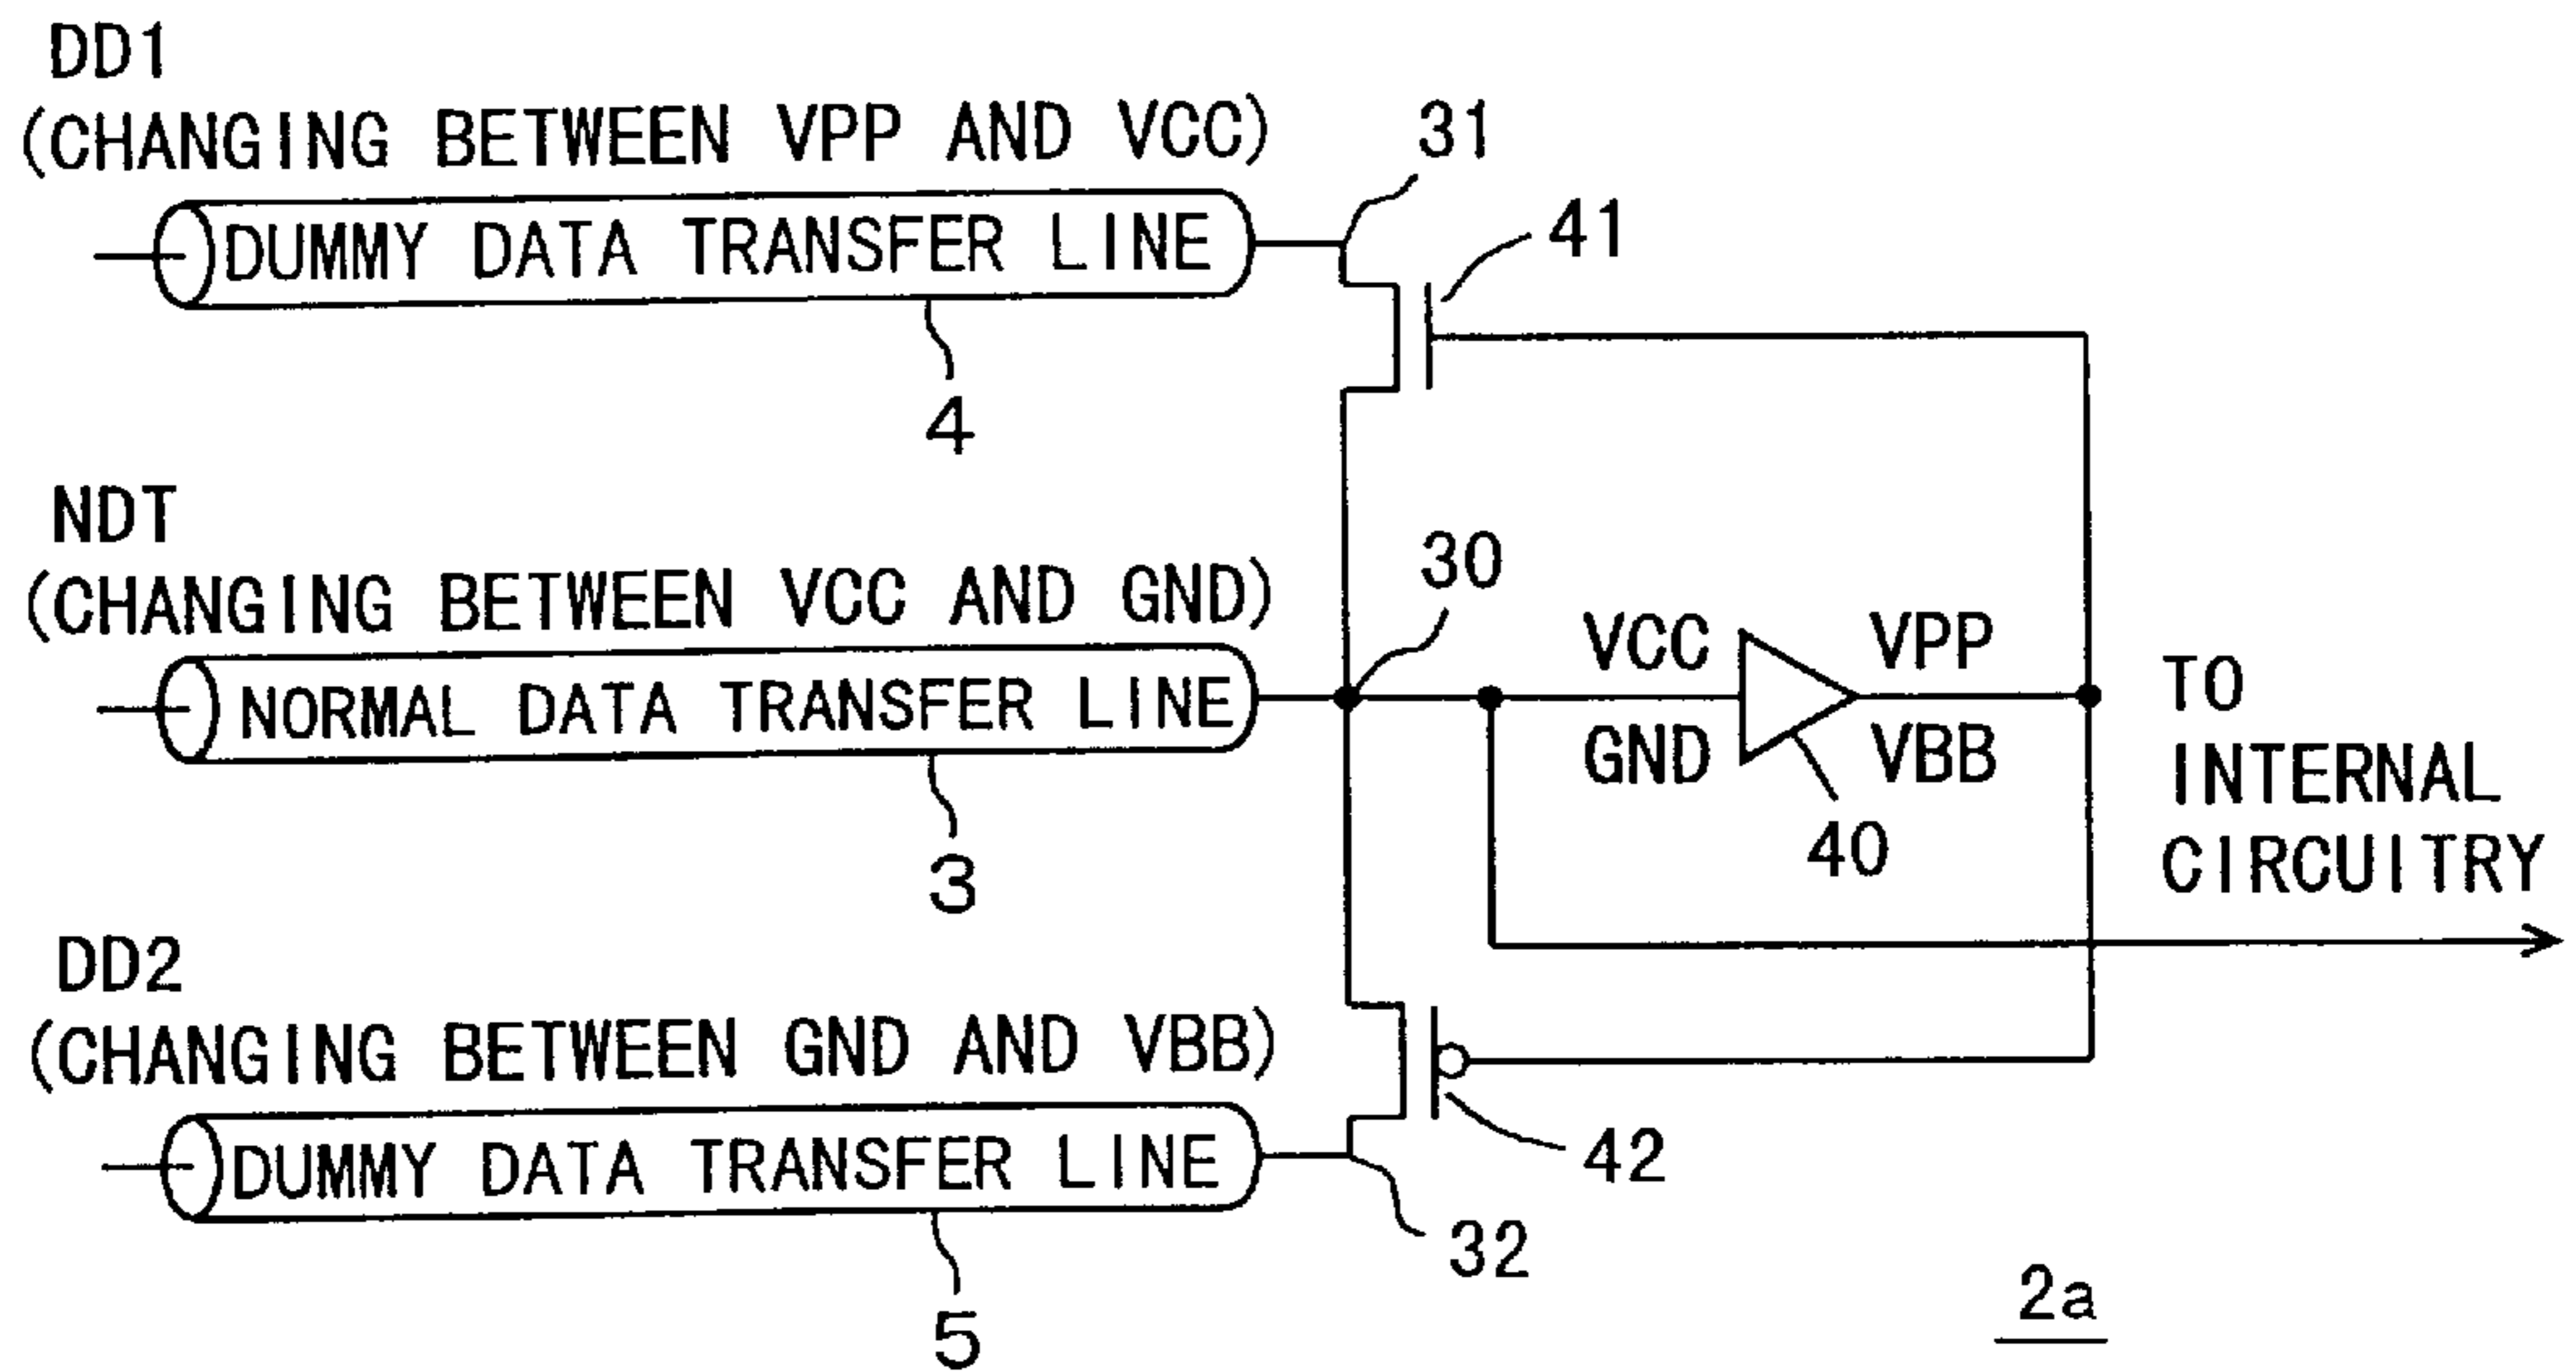 DD1
(CHANGING BETWEEN VPP AND VCC)
31
DUMMY DATA TRANSFER LINE
41
4
NDT
(CHANGING BETWEEN VCC AND GND)
30
NORMAL DATA TRANSFER LINE
VCC
VPP
GND
VBB
40
TO
INTERNAL
CIRCUITRY
3
DD2
(CHANGING BETWEEN GND AND VBB)
DUMMY DATA TRANSFER LINE
42
32
5
2a